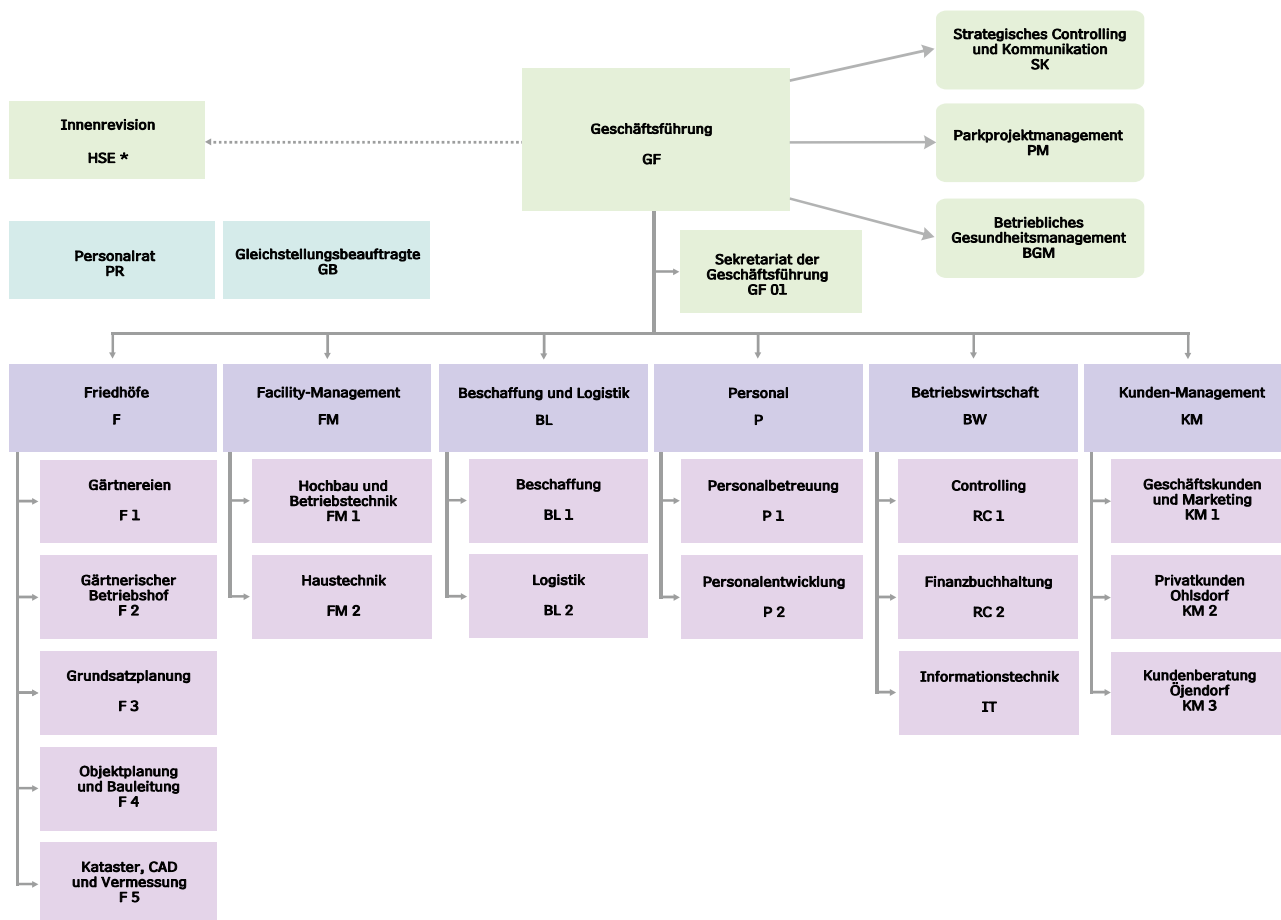 Strategisches Controlling
und Kommunikation
SK
Geschäftsführung
GF
Innenrevision
HSE *
Parkprojektmanagement
PM
Betriebliches
Gesundheitsmanagement
BGM
Personalrat
PR
Gleichstellungsbeauftragte
GB
Sekretariat der
Geschäftsführung
GF 01
Friedhöfe
F
Facility-Management
FM
Beschaffung und Logistik
BL
Personal
P
Betriebswirtschaft
BW
Kunden-Management
KM
Gärtnereien
F 1
Hochbau und
Betriebstechnik
FM 1
Beschaffung
BL 1
Personalbetreuung
P 1
Controlling
RC 1
Geschäftskunden
und Marketing
KM 1
Gärtnerischer
Betriebshof
F 2
Haustechnik
FM 2
Logistik
BL 2
Personalentwicklung
P 2
Finanzbuchhaltung
RC 2
Privatkunden
Ohlsdorf
KM 2
Grundsatzplanung
F 3
Informationstechnik
IT
Kundenberatung
Öjendorf
KM 3
Objektplanung
und Bauleitung
F 4
Kataster, CAD
und Vermessung
F 5